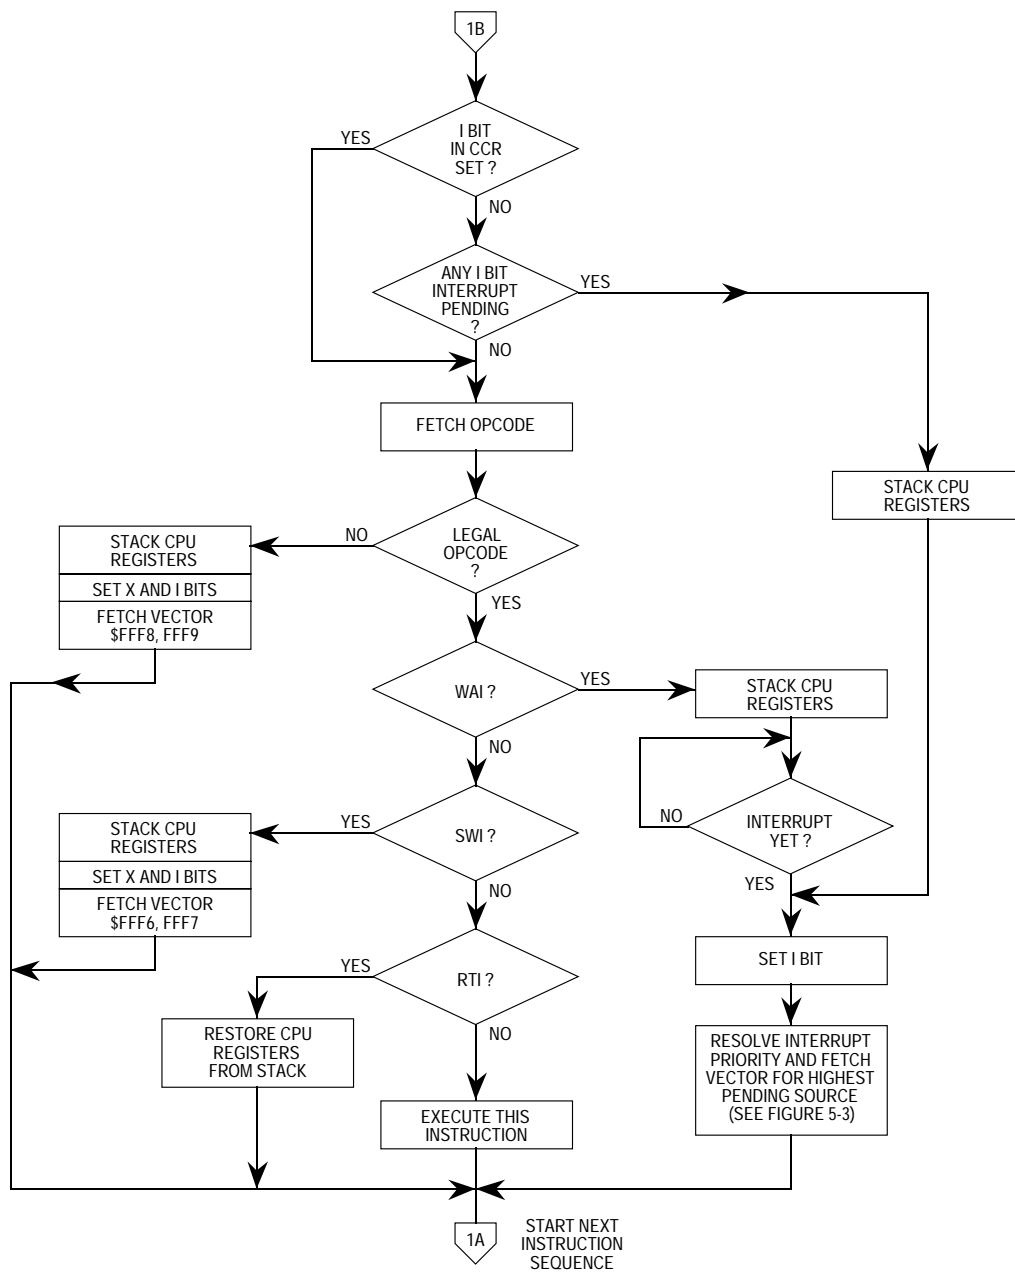 1B
I BIT
IN CCR
SET ?
YES
NO
ANY I BIT
INTERRUPT
PENDING
?
YES
NO
FETCH OPCODE
STACK CPU
REGISTERS
LEGAL
OPCODE
?
NO
YES
STACK CPU
REGISTERS
SET X AND I BITS
FETCH VECTOR
$FFF8, FFF9
WAI ?
YES
NO
STACK CPU
REGISTERS
INTERRUPT
YET ?
NO
YES
SWI ?
YES
NO
STACK CPU
REGISTERS
SET X AND I BITS
FETCH VECTOR
$FFF6, FFF7
SET I BIT
RTI ?
YES
NO
RESTORE CPU
REGISTERS
FROM STACK
RESOLVE INTERRUPT
PRIORITY AND FETCH
VECTOR FOR HIGHEST
PENDING SOURCE
(SEE FIGURE 5-3)
EXECUTE THIS
INSTRUCTION
1A
START NEXT
INSTRUCTION
SEQUENCE